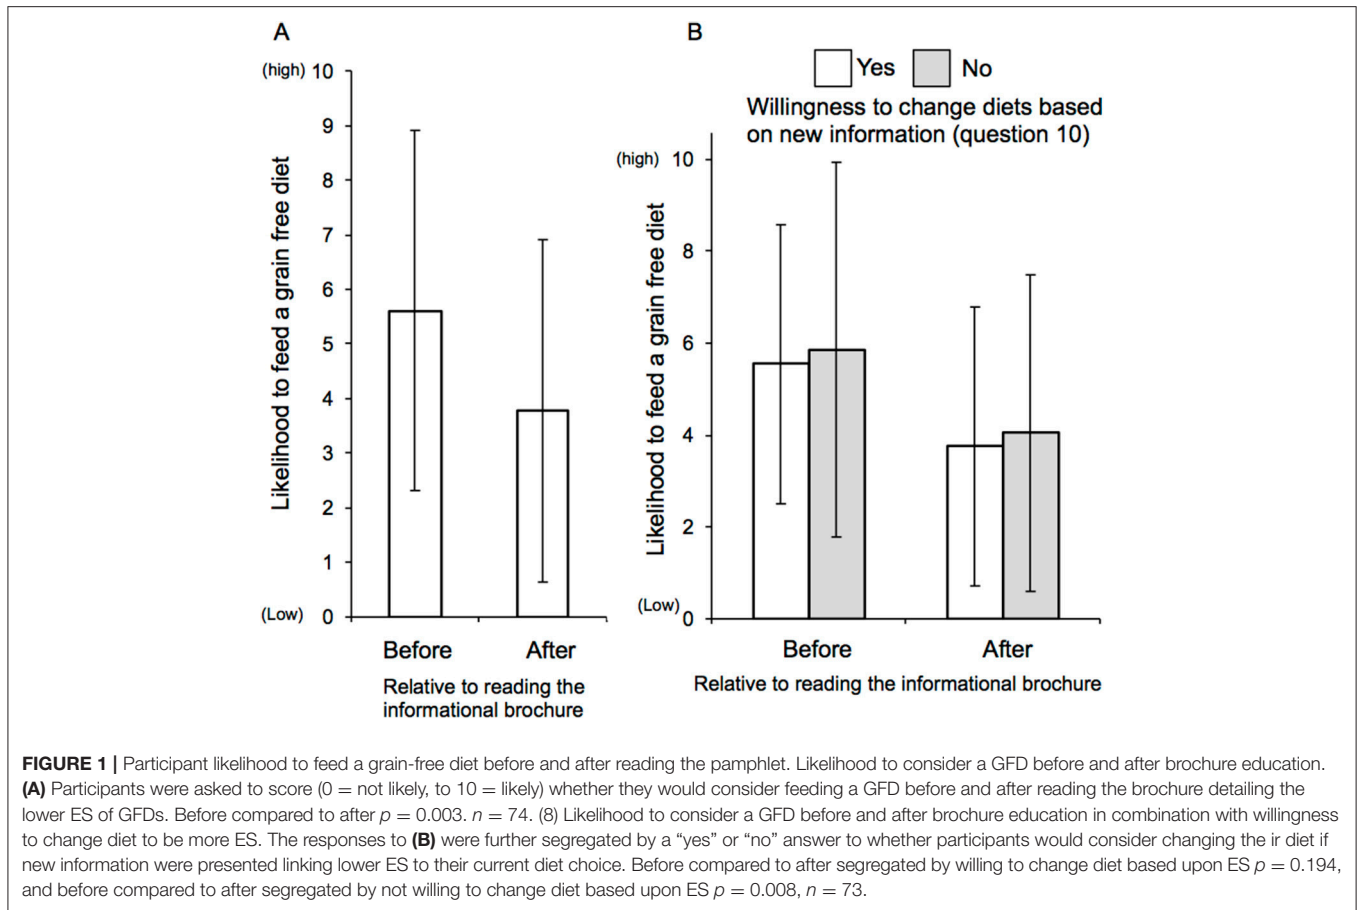 A
(high) 10
9
8
7
6
5
4
3
2
1
(Low) 0
Likelihood to feed a grain free diet
Before After
Relative to reading the
informational brochure
B
Yes No
Willingness to change diets based
on new information (question 10)
(high) 10
8
6
4
2
(Low) 0
Likelihood to feed a grain free diet
Before After
Relative to reading the informational brochure
FIGURE 1 | Participant likelihood to feed a grain-free diet before and after reading the pamphlet. Likelihood to consider a GFD before and after brochure education.
(A) Participants were asked to score (0 = not likely, to 10 = likely) whether they would consider feeding a GFD before and after reading the brochure detailing the
lower ES of GFDs. Before compared to after p = 0.003. n = 74. (8) Likelihood to consider a GFD before and after brochure education in combination with willingness
to change diet to be more ES. The responses to (B) were further segregated by a “yes” or “no” answer to whether participants would consider changing the ir diet if
new information were presented linking lower ES to their current diet choice. Before compared to after segregated by willing to change diet based upon ES p = 0.194,
and before compared to after segregated by not willing to change diet based upon ES p = 0.008, n = 73.